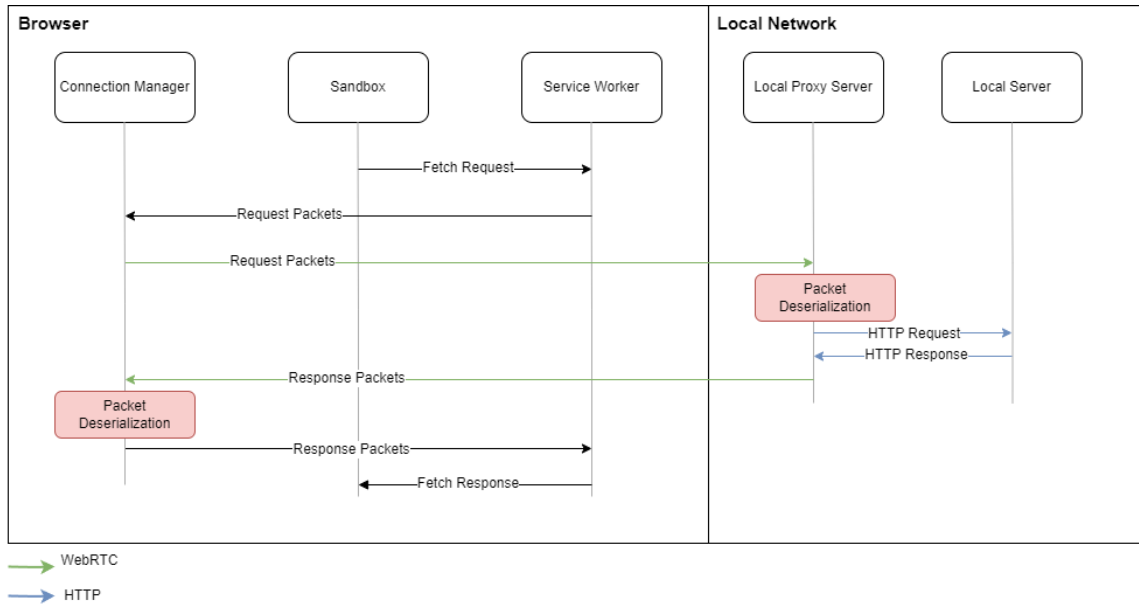 Browser
Local Network
Connection Manager
Sandbox
Service Worker
Local Proxy Server
Local Server
Fetch Request
Request Packets
Request Packets
Packet
Deserialization
HTTP Request
HTTP Response
Response Packets
Packet
Deserialization
Response Packets
Fetch Response
WebRTC
HTTP